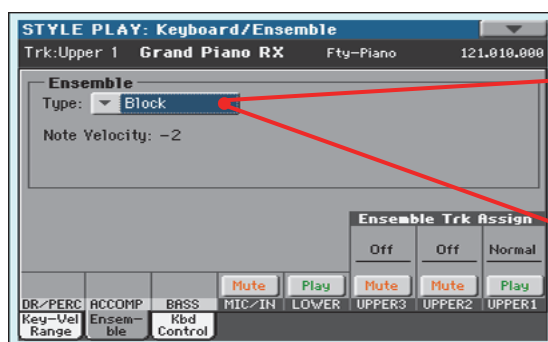 STYLE PLAY: Keyboard/Ensemble
Trk:Upper 1 Grand Piano RX Fty-Piano 121.010.000
Ensemble
Type: Block
Note Velocity: -2
Ensemble Trk Assign
Off Off Normal
Mute Play Mute Mute Play
DR/PERC ACCOMP BASS MIC/IN LOWER UPPER3 UPPER2 UPPER1
Key-Vel Range Ensem-ble Kbd Control